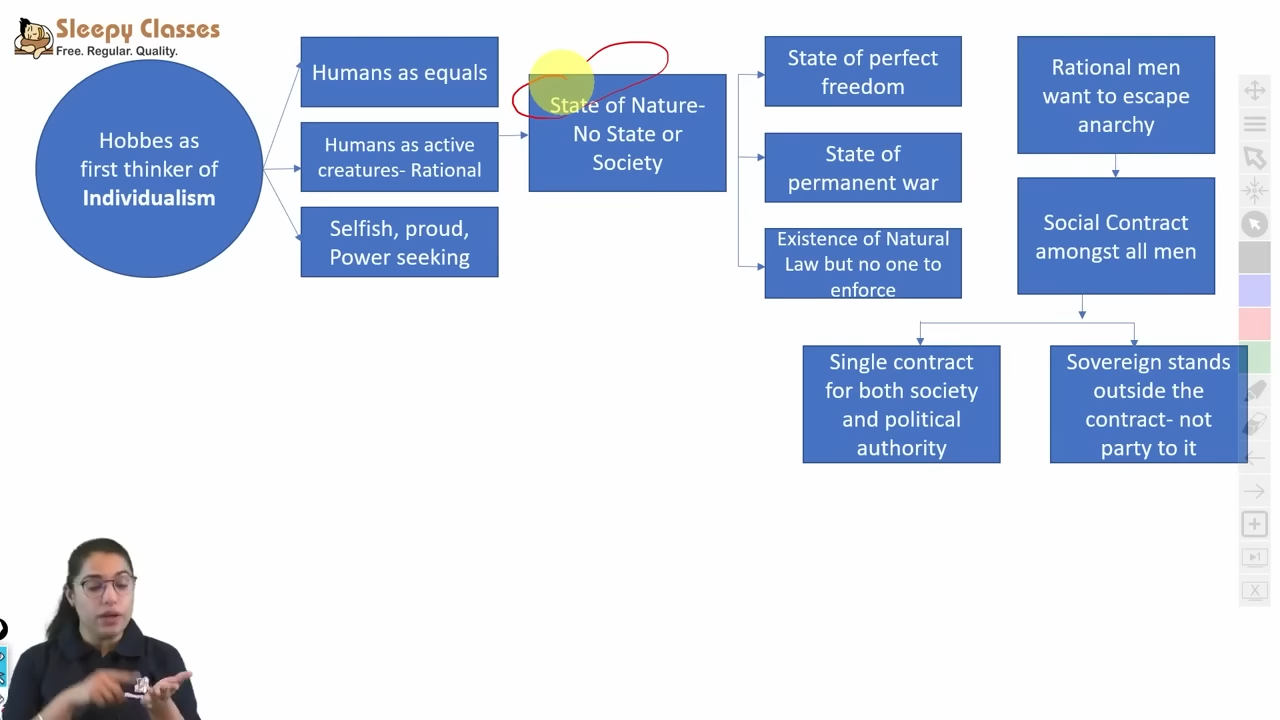 Sleepy Classes
Free. Regular. Quality.
Hobbes as
first thinker of
Individualism
Humans as equals
Humans as active
creatures- Rational
Selfish, proud,
Power seeking
State of Nature-
No State or
Society
State of perfect
freedom
State of
permanent war
Existence of Natural
Law but no one to
enforce
Rational men
want to escape
anarchy
Social Contract
amongst all men
Single contract
for both society
and political
authority
Sovereign stands
outside the
contract- not
party to it